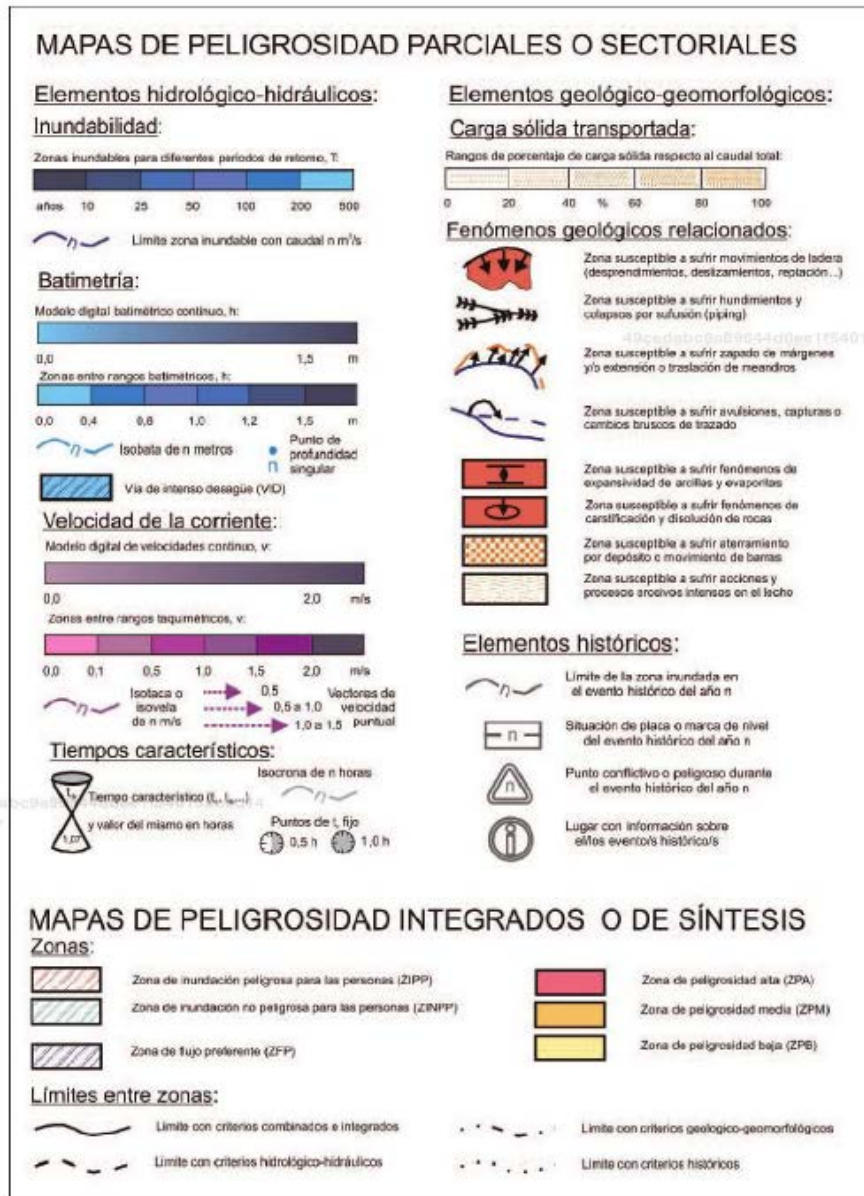 MAPAS DE PELIGROSIDAD PARCIALES O SECTORIALES
Elementos hidrológico-hidráulicos:
Inundabilidad:
Zonas inundables para diferentes periodos de retorno, T:
años 10 25 50 100 200 500
n Límite zona inundable con caudal n m³/s
Batimetría:
Modelo digital batimétrico continuo, h:
0,0 1,5 m
Zonas entre rangos batimétricos, h:
0,0 0,4 0,8 1,0 1,2 1,5 m
n Isobata de n metros
n Punto de
profundidad
singular
Vía de intenso desagüe (VID)
Velocidad de la corriente:
Modelo digital de velocidades continuo, v:
0,0 2,0 m/s
Zonas entre rangos taquimétricos, v:
0,0 0,1 0,5 1,0 1,5 2,0 m/s
n Isotaca o
isovela
de n m/s
0,5
0,5 a 1.0
1,0 a 1.5
Vectores de
velocidad
puntual
Tiempos característicos:
Tiempo característico
y valor del mismo en horas
Isocrona de n horas
n
Puntos de t, fijo
0,5 h 1,0 h
Elementos geológico-geomorfológicos:
Carga sólida transportada:
Rangos de porcentaje de carga sólida respecto al caudal total:
0 20 40 % 60 80 100
Fenómenos geológicos relacionados:
Zona susceptible a sufrir movimientos de ladera
(desprendimientos, deslizamientos, reptación...)
Zona susceptible a sufrir hundimientos y
colapsos por sufusión (piping)
Zona susceptible a sufrir zapado de márgenes
y/o extensión o traslación de meandros
Zona susceptible a sufrir avulsiones, capturas o
cambios bruscos de trazado
Zona susceptible a sufrir fenómenos de
expansividad de arcillas y evaporitas
Zona susceptible a sufrir fenómenos de
carstificación y disolución de rocas
Zona susceptible a sufrir aterramiento
por depósito o movimiento de barras
Zona susceptible a sufrir acciones y
procesos erosivos intensos en el lecho
Elementos históricos:
n Límite de la zona inundada en
el evento histórico del año n
n Situación de placa o marca de nivel
del evento histórico del año n
n Punto conflictivo o peligroso durante
el evento histórico del año n
i Lugar con información sobre
el/los evento/s histórico/s
MAPAS DE PELIGROSIDAD INTEGRADOS O DE SÍNTESIS
Zonas:
Zona de inundación peligrosa para las personas (ZIPP)
Zona de inundación no peligrosa para las personas (ZINPP)
Zona de flujo preferente (ZFP)
Zona de peligrosidad alta (ZPA)
Zona de peligrosidad media (ZPM)
Zona de peligrosidad baja (ZPB)
Límites entre zonas:
Límite con criterios combinados e integrados
Límite con criterios hidrológico-hidráulicos
Límite con criterios geologico-geomorfológicos
Límite con criterios históricos